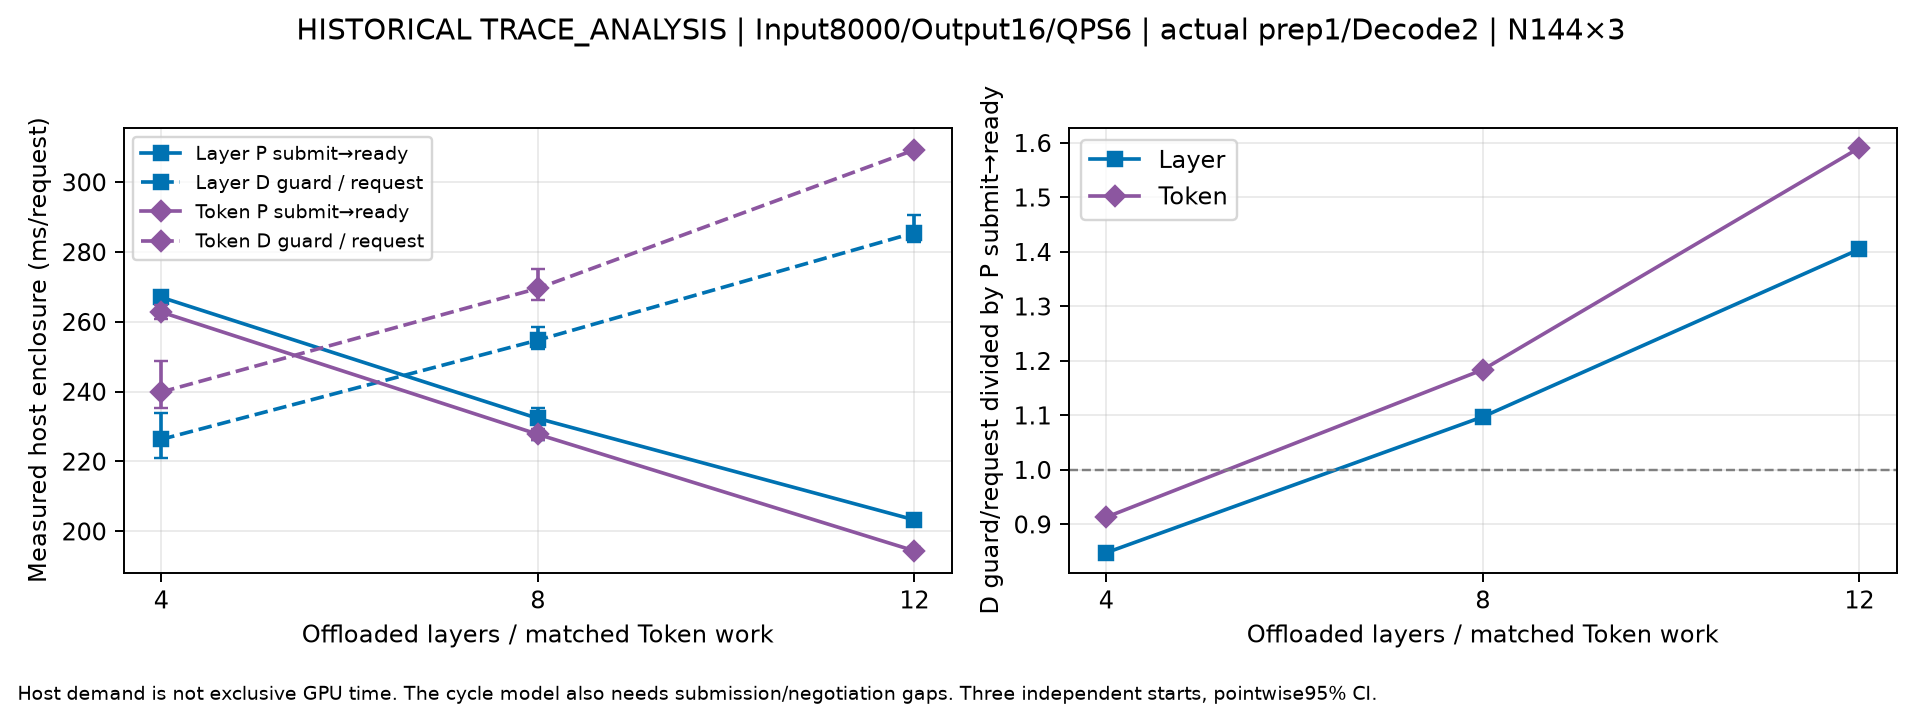 HISTORICAL TRACE_ANALYSIS | Input8000/Output16/QPS6 | actual prep1/Decode2 | N144×3
Measured host enclosure (ms/request)
300
280
260
240
220
200
Layer P submit→ready
Layer D guard / request
Token P submit→ready
Token D guard / request
4
8
12
Offloaded layers / matched Token work
D guard/request divided by P submit→ready
1.6
1.5
1.4
1.3
1.2
1.1
1.0
0.9
Layer
Token
4
8
12
Offloaded layers / matched Token work
Host demand is not exclusive GPU time. The cycle model also needs submission/negotiation gaps. Three independent starts, pointwise95% CI.